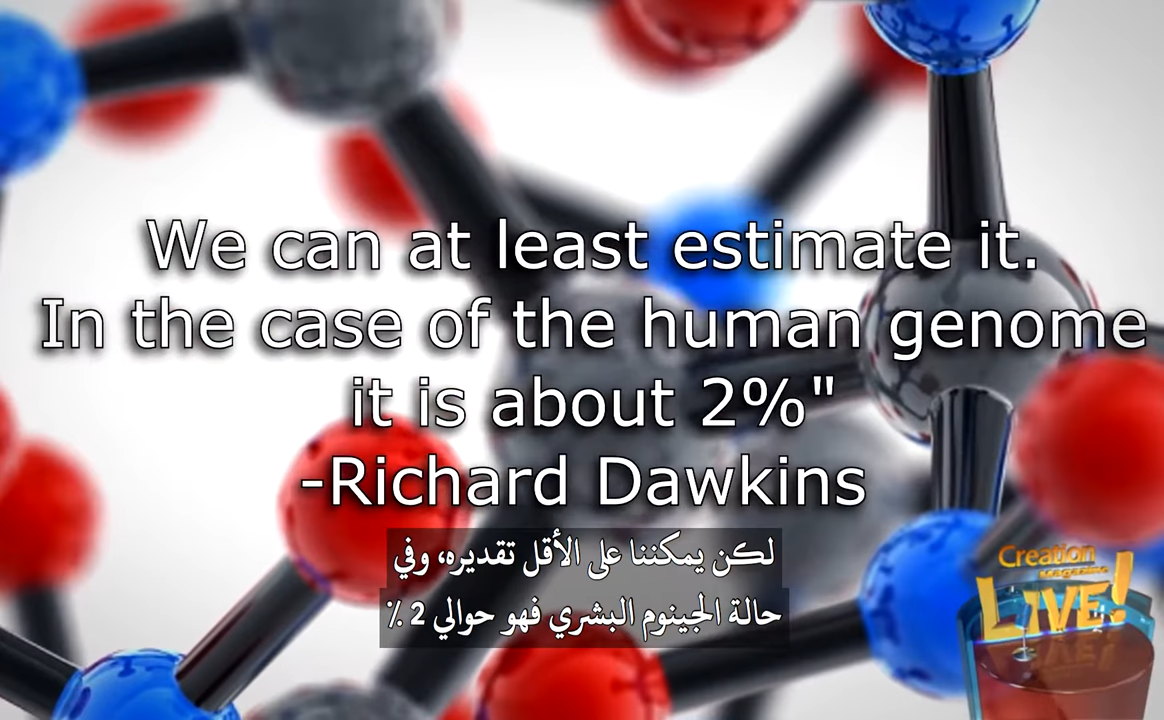 We can at least estimate it.
In the case of the human genome
it is about 2%"
-Richard Dawkins
لكن يمكننا على الأقل تقديره، وفي
حالة الجينوم البشري فهو حوالي 2 ٪
Creation
Magazine
LIVE!